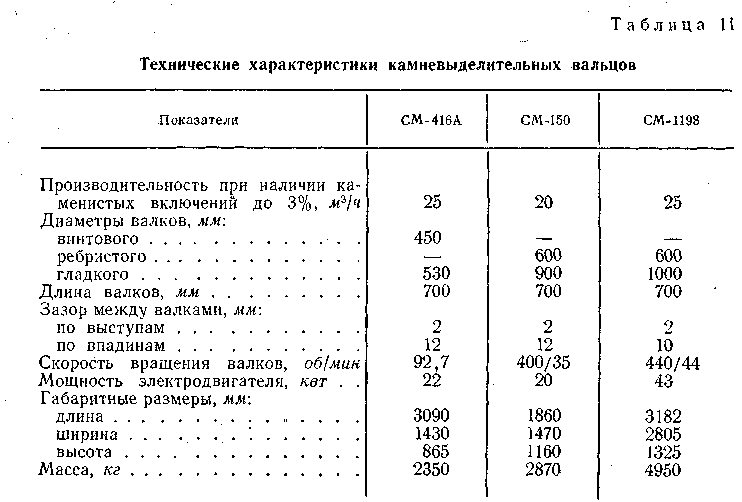 Таблица 11
Технические характеристики камневыделительных вальцов
Показатели СМ-416А СМ-150 СМ-1198
Производительность при наличии ка-
менистых включений до 3%, м³/ч 25 20 25
Диаметры валков, мм:
винтового . . . . . . . . . . . . . 450 — —
ребристого . . . . . . . . . . . . — 600 600
гладкого . . . . . . . . . . . . . 530 900 1000
Длина валков, мм . . . . . . . . . 700 700 700
Зазор между валками, мм:
по выступам . . . . . . . . . . . 2 2 2
по впадинам . . . . . . . . . . . 12 12 10
Скорость вращения валков, об/мин 92,7 400/35 440/44
Мощность электродвигателя, квт . . 22 20 43
Габаритные размеры, мм:
длина . . . . . . . . . . . . . . 3090 1860 3182
ширина . . . . . . . . . . . . . 1430 1470 2805
высота . . . . . . . . . . . . . 865 1160 1325
Масса, кг . . . . . . . . . . . . . 2350 2870 4950